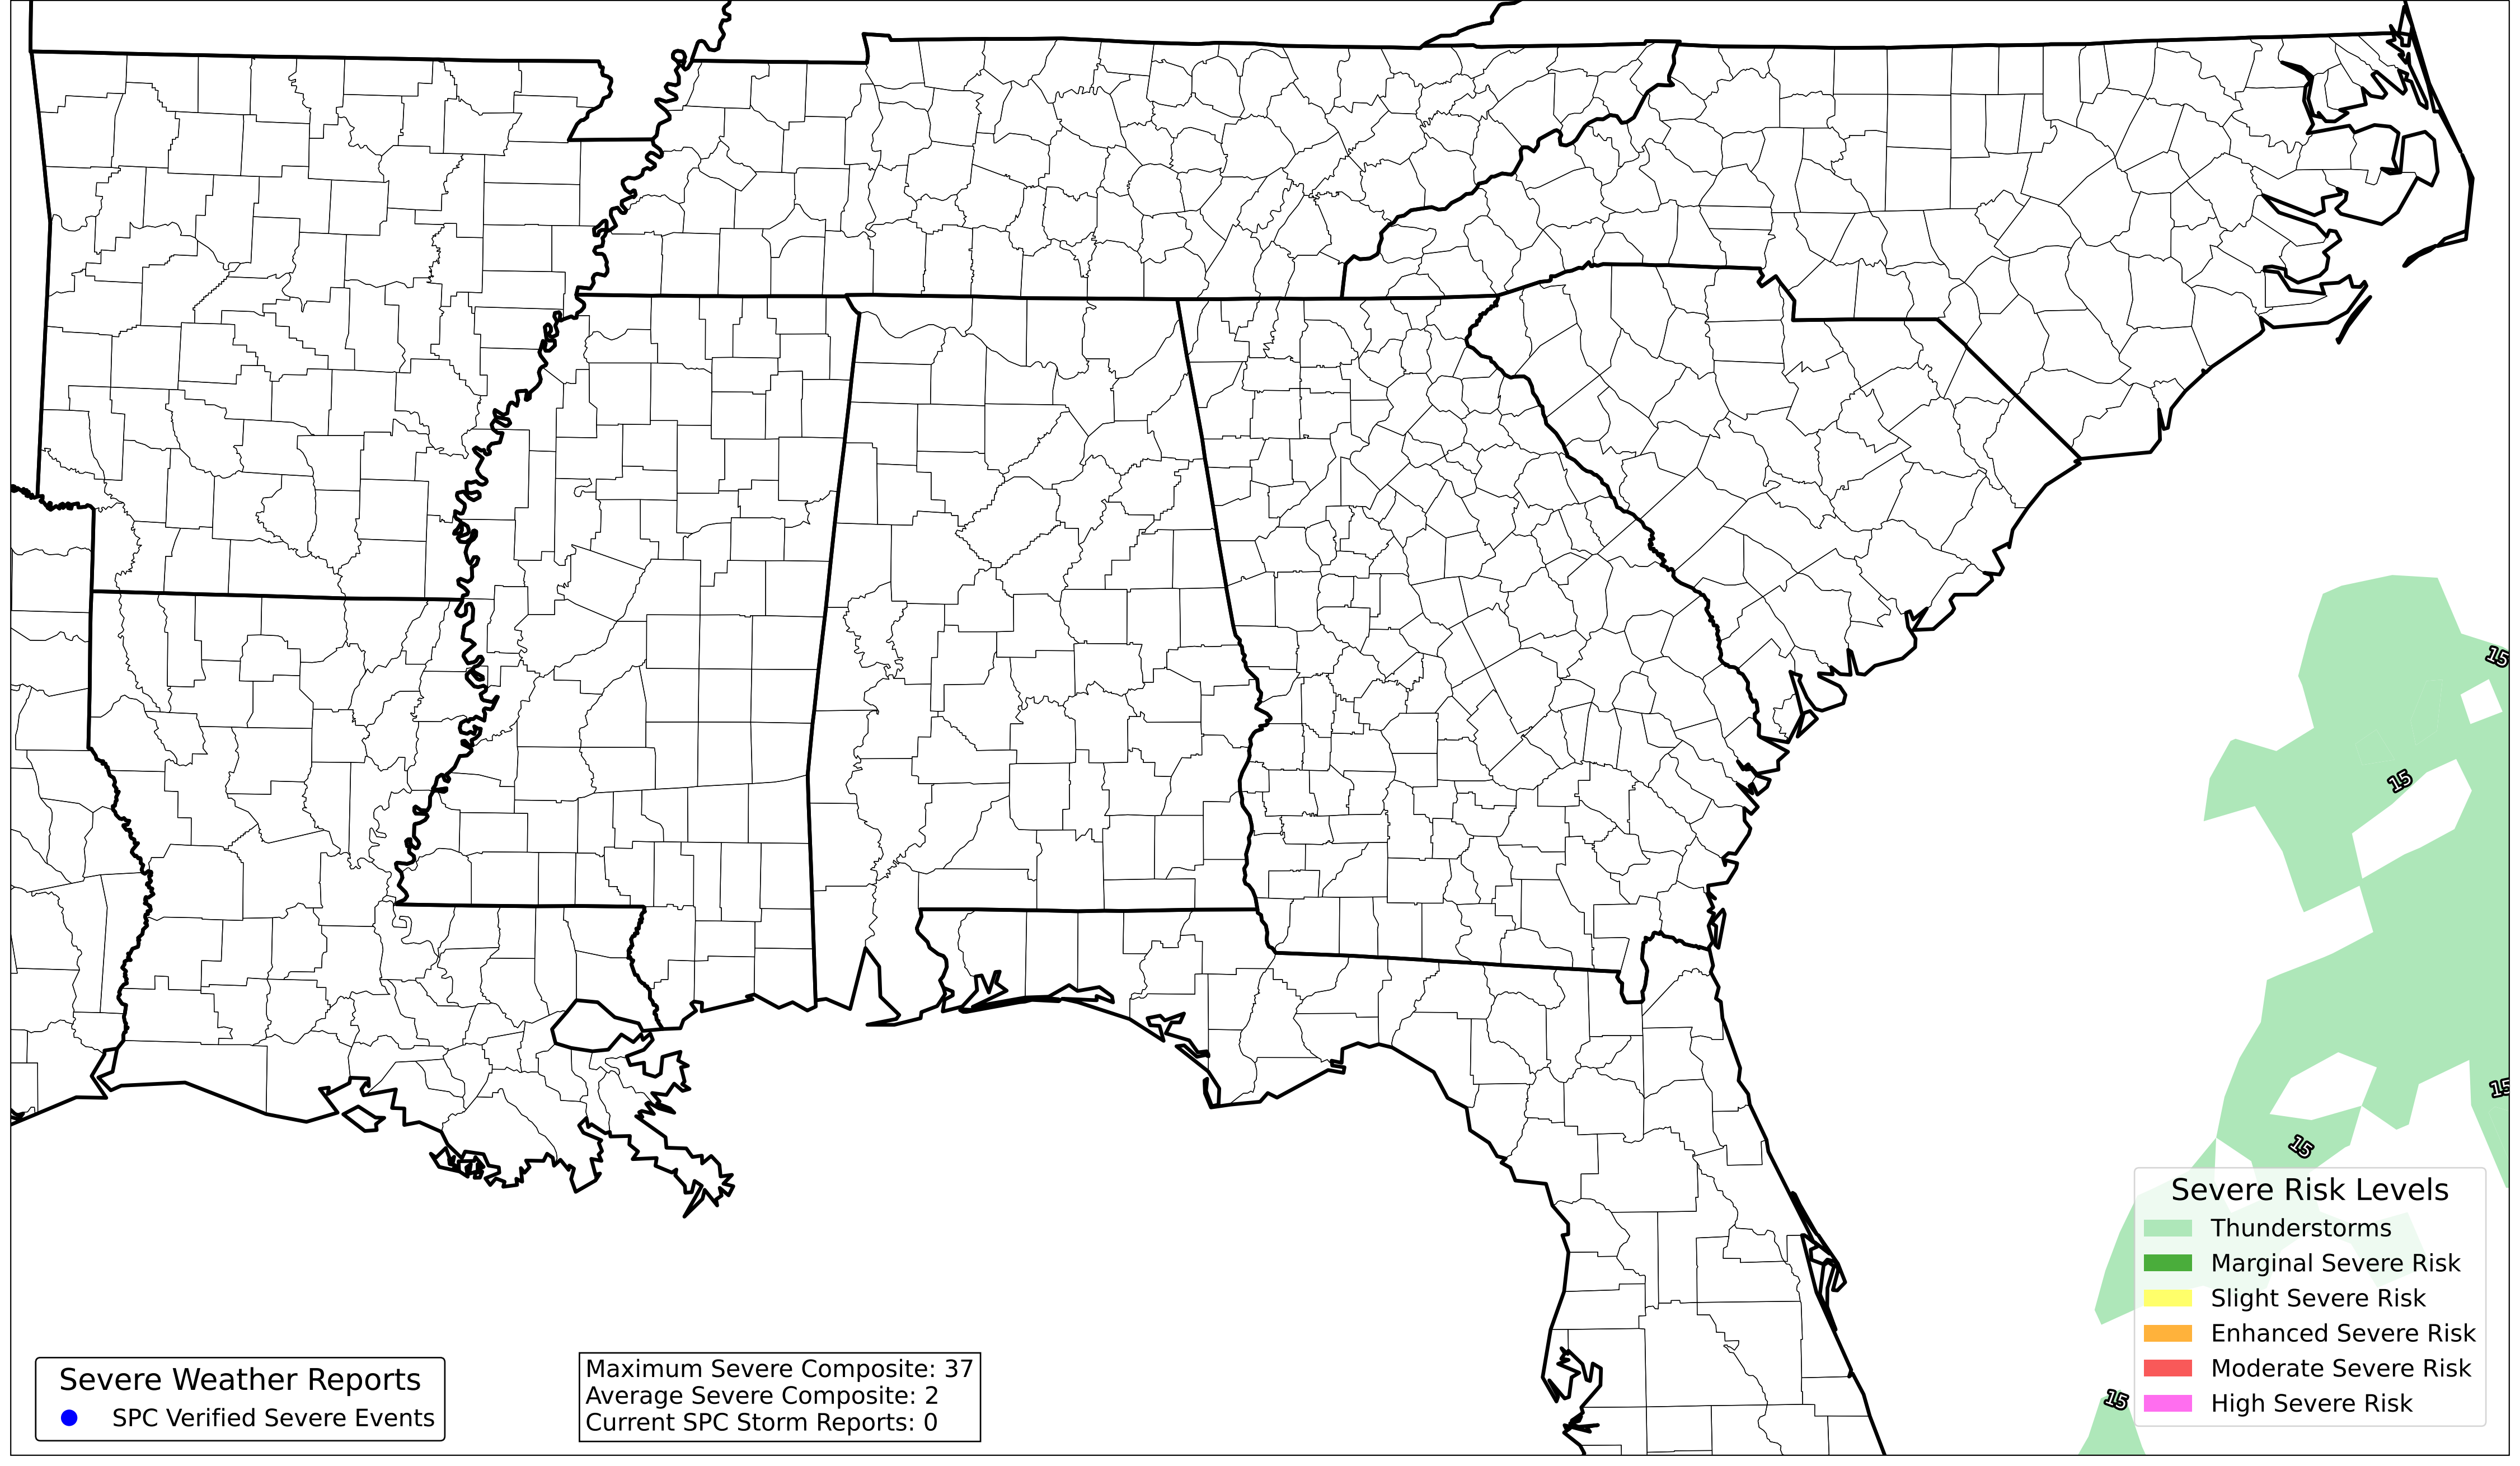 15
15
15
15
Severe Risk Levels
Thunderstorms
Marginal Severe Risk
Slight Severe Risk
Enhanced Severe Risk
Moderate Severe Risk
High Severe Risk
15
Severe Weather Reports
SPC Verified Severe Events
Maximum Severe Composite: 37
Average Severe Composite: 2
Current SPC Storm Reports: 0